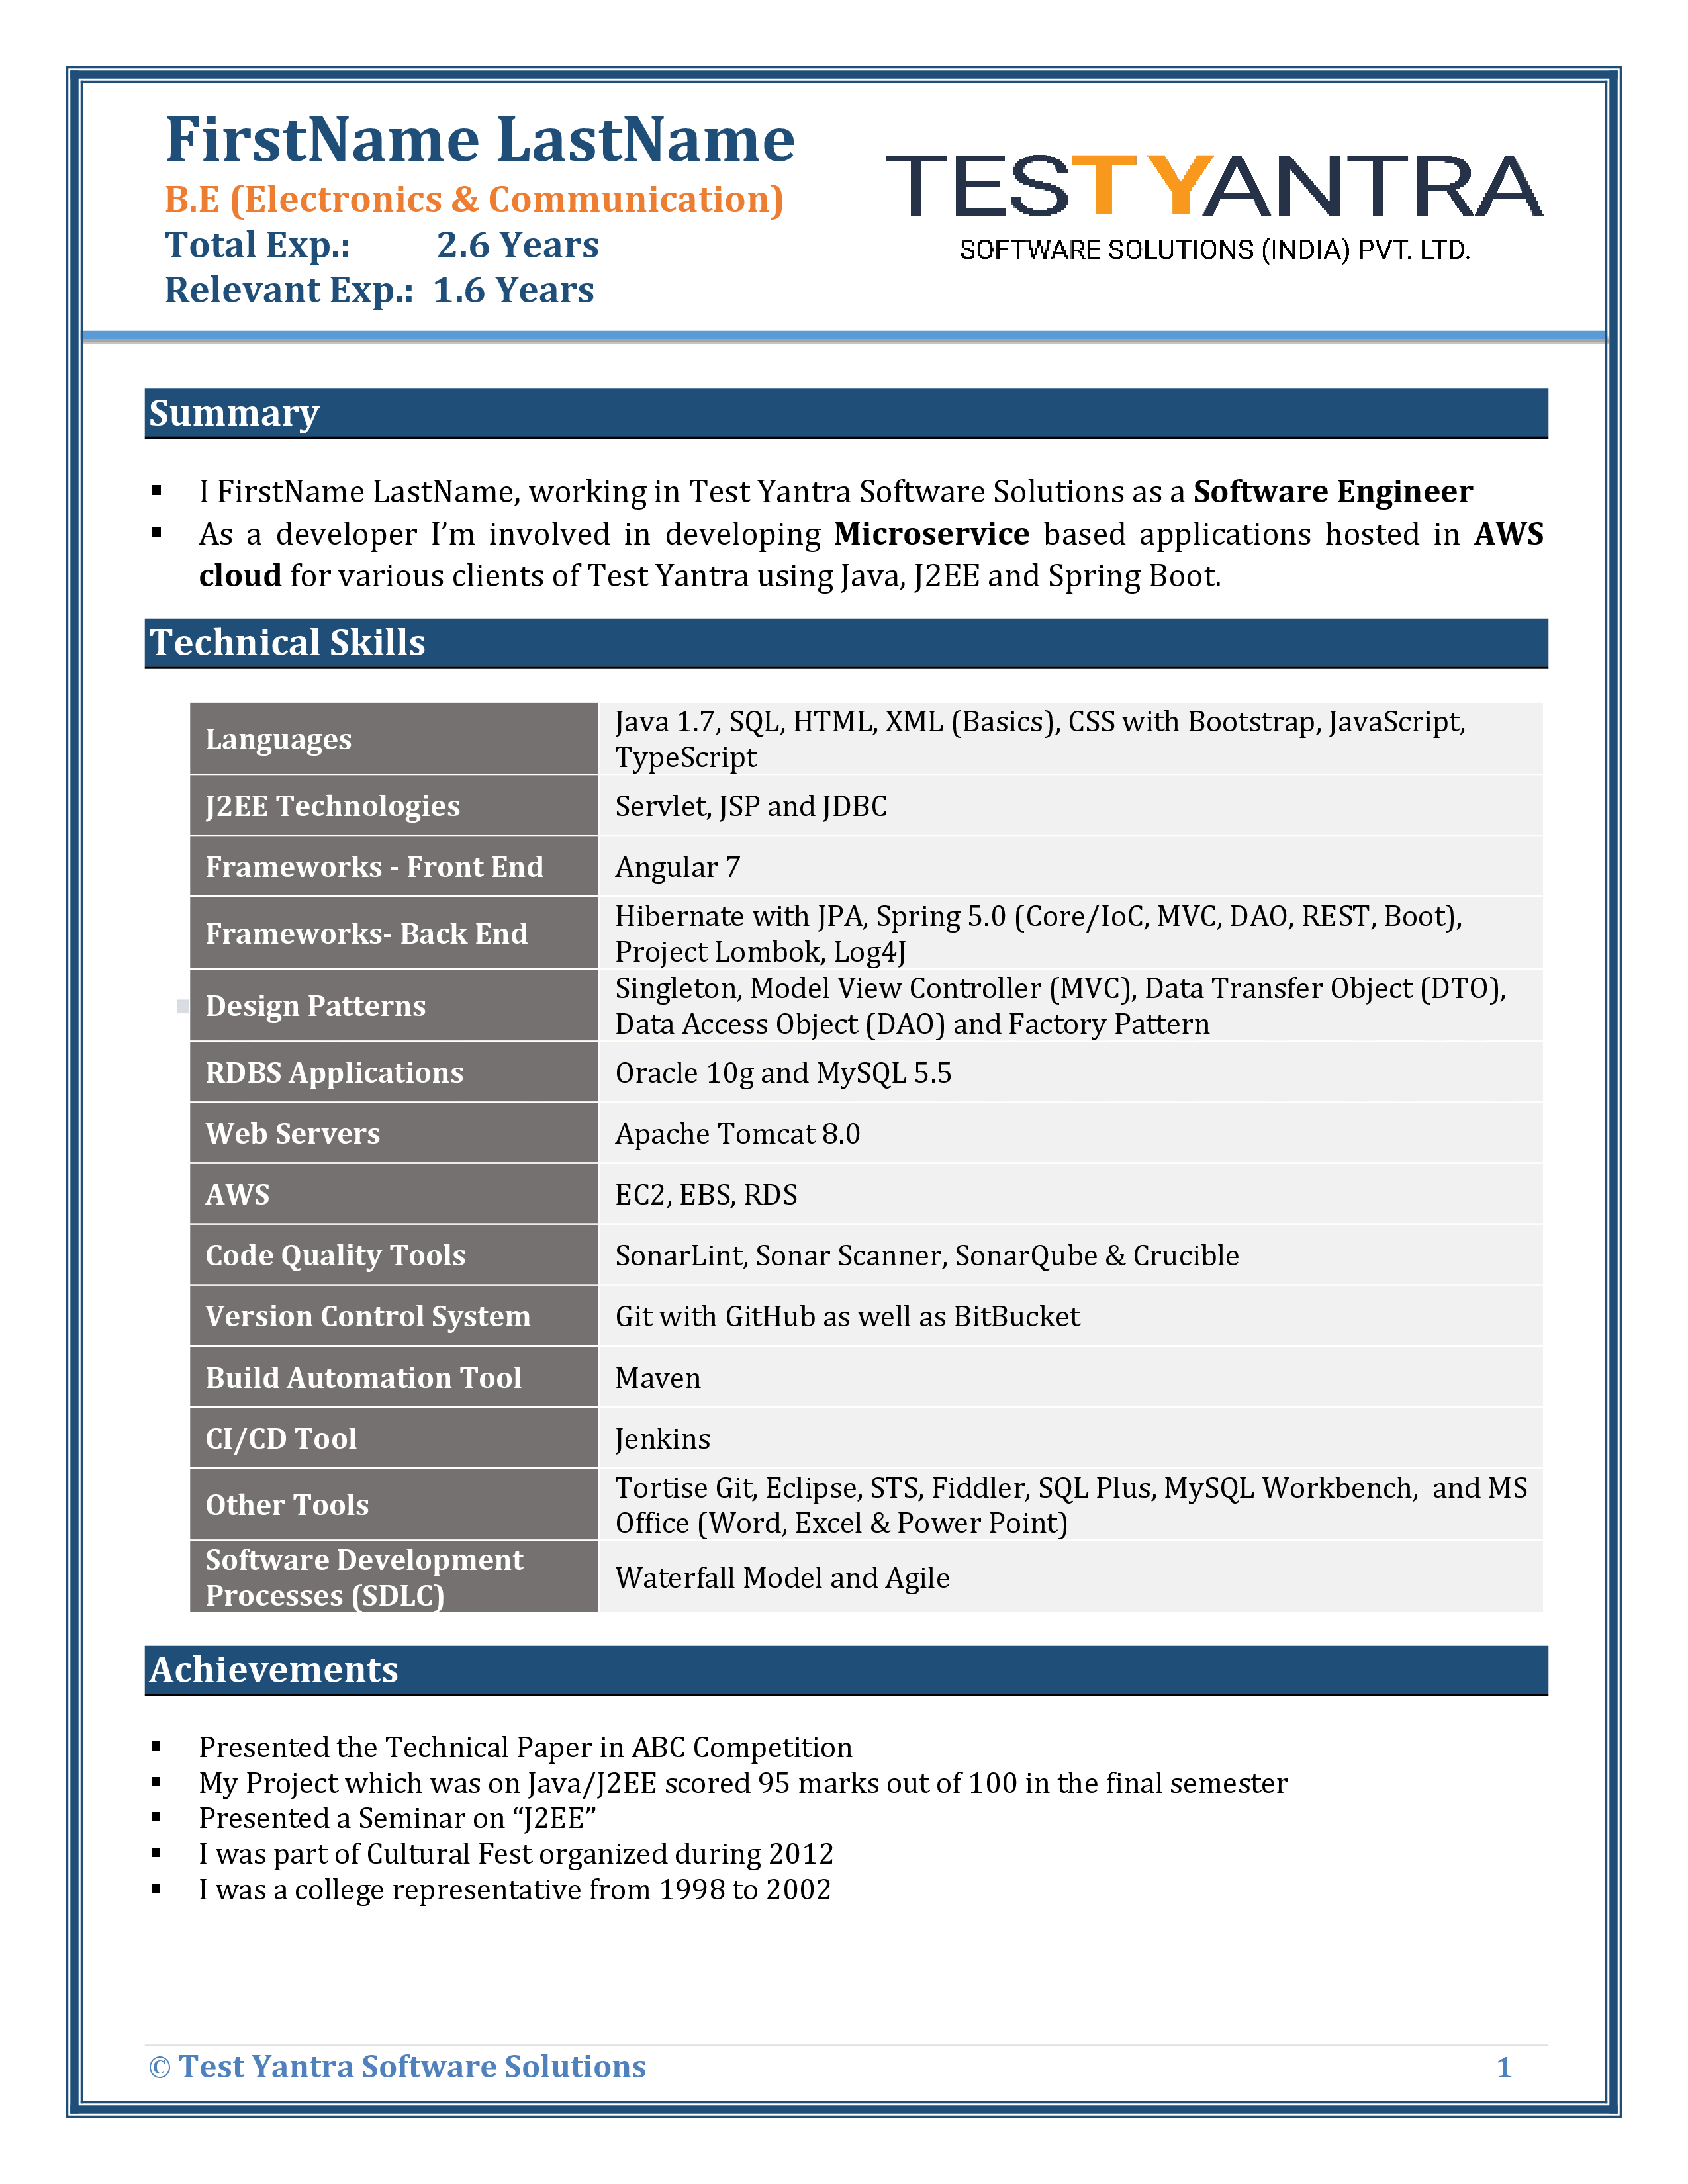 FirstName LastName
B.E (Electronics & Communication)
Total Exp.: 2.6 Years
Relevant Exp.: 1.6 Years
TESTYANTRA
SOFTWARE SOLUTIONS (INDIA) PVT. LTD.
Summary
▪ I FirstName LastName, working in Test Yantra Software Solutions as a Software Engineer
▪ As a developer I’m involved in developing Microservice based applications hosted in AWS
cloud for various clients of Test Yantra using Java, J2EE and Spring Boot.
Technical Skills
Languages
Java 1.7, SQL, HTML, XML (Basics), CSS with Bootstrap, JavaScript,
TypeScript
J2EE Technologies
Servlet, JSP and JDBC
Frameworks - Front End
Angular 7
Frameworks- Back End
Hibernate with JPA, Spring 5.0 (Core/IoC, MVC, DAO, REST, Boot),
Project Lombok, Log4J
Design Patterns
Singleton, Model View Controller (MVC), Data Transfer Object (DTO),
Data Access Object (DAO) and Factory Pattern
RDBS Applications
Oracle 10g and MySQL 5.5
Web Servers
Apache Tomcat 8.0
AWS
EC2, EBS, RDS
Code Quality Tools
SonarLint, Sonar Scanner, SonarQube & Crucible
Version Control System
Git with GitHub as well as BitBucket
Build Automation Tool
Maven
CI/CD Tool
Jenkins
Other Tools
Tortise Git, Eclipse, STS, Fiddler, SQL Plus, MySQL Workbench, and MS
Office (Word, Excel & Power Point)
Software Development
Processes (SDLC)
Waterfall Model and Agile
Achievements
▪ Presented the Technical Paper in ABC Competition
▪ My Project which was on Java/J2EE scored 95 marks out of 100 in the final semester
▪ Presented a Seminar on “J2EE”
▪ I was part of Cultural Fest organized during 2012
▪ I was a college representative from 1998 to 2002
© Test Yantra Software Solutions 1